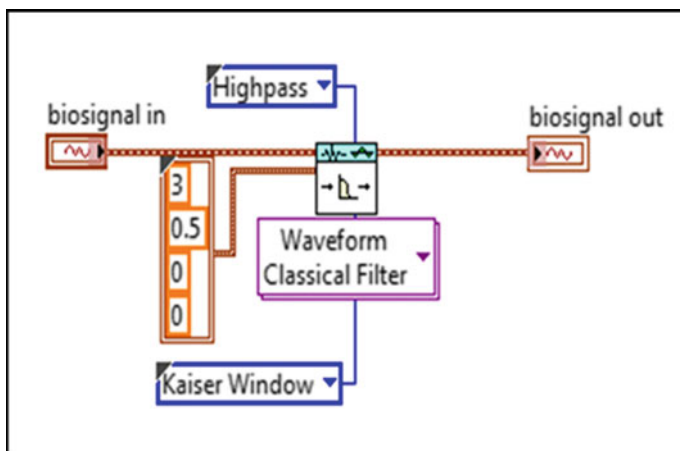 Highpass
biosignal in
biosignal out
3
0.5
0
0
Waveform
Classical Filter
Kaiser Window